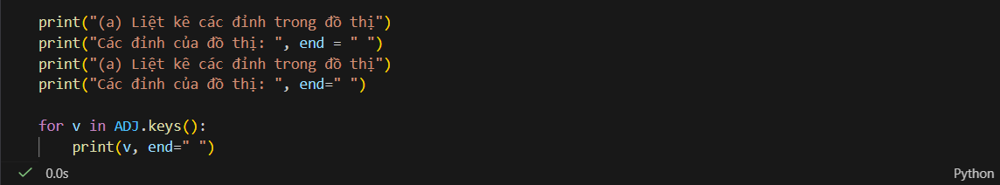 print("(a) Liệt kê các đỉnh trong đồ thị")
print("Các đỉnh của đồ thị: ", end = " ")
print("(a) Liệt kê các đỉnh trong đồ thị")
print("Các đỉnh của đồ thị: ", end=" ")
for v in ADJ.keys():
    print(v, end=" ")
0.0s
Python